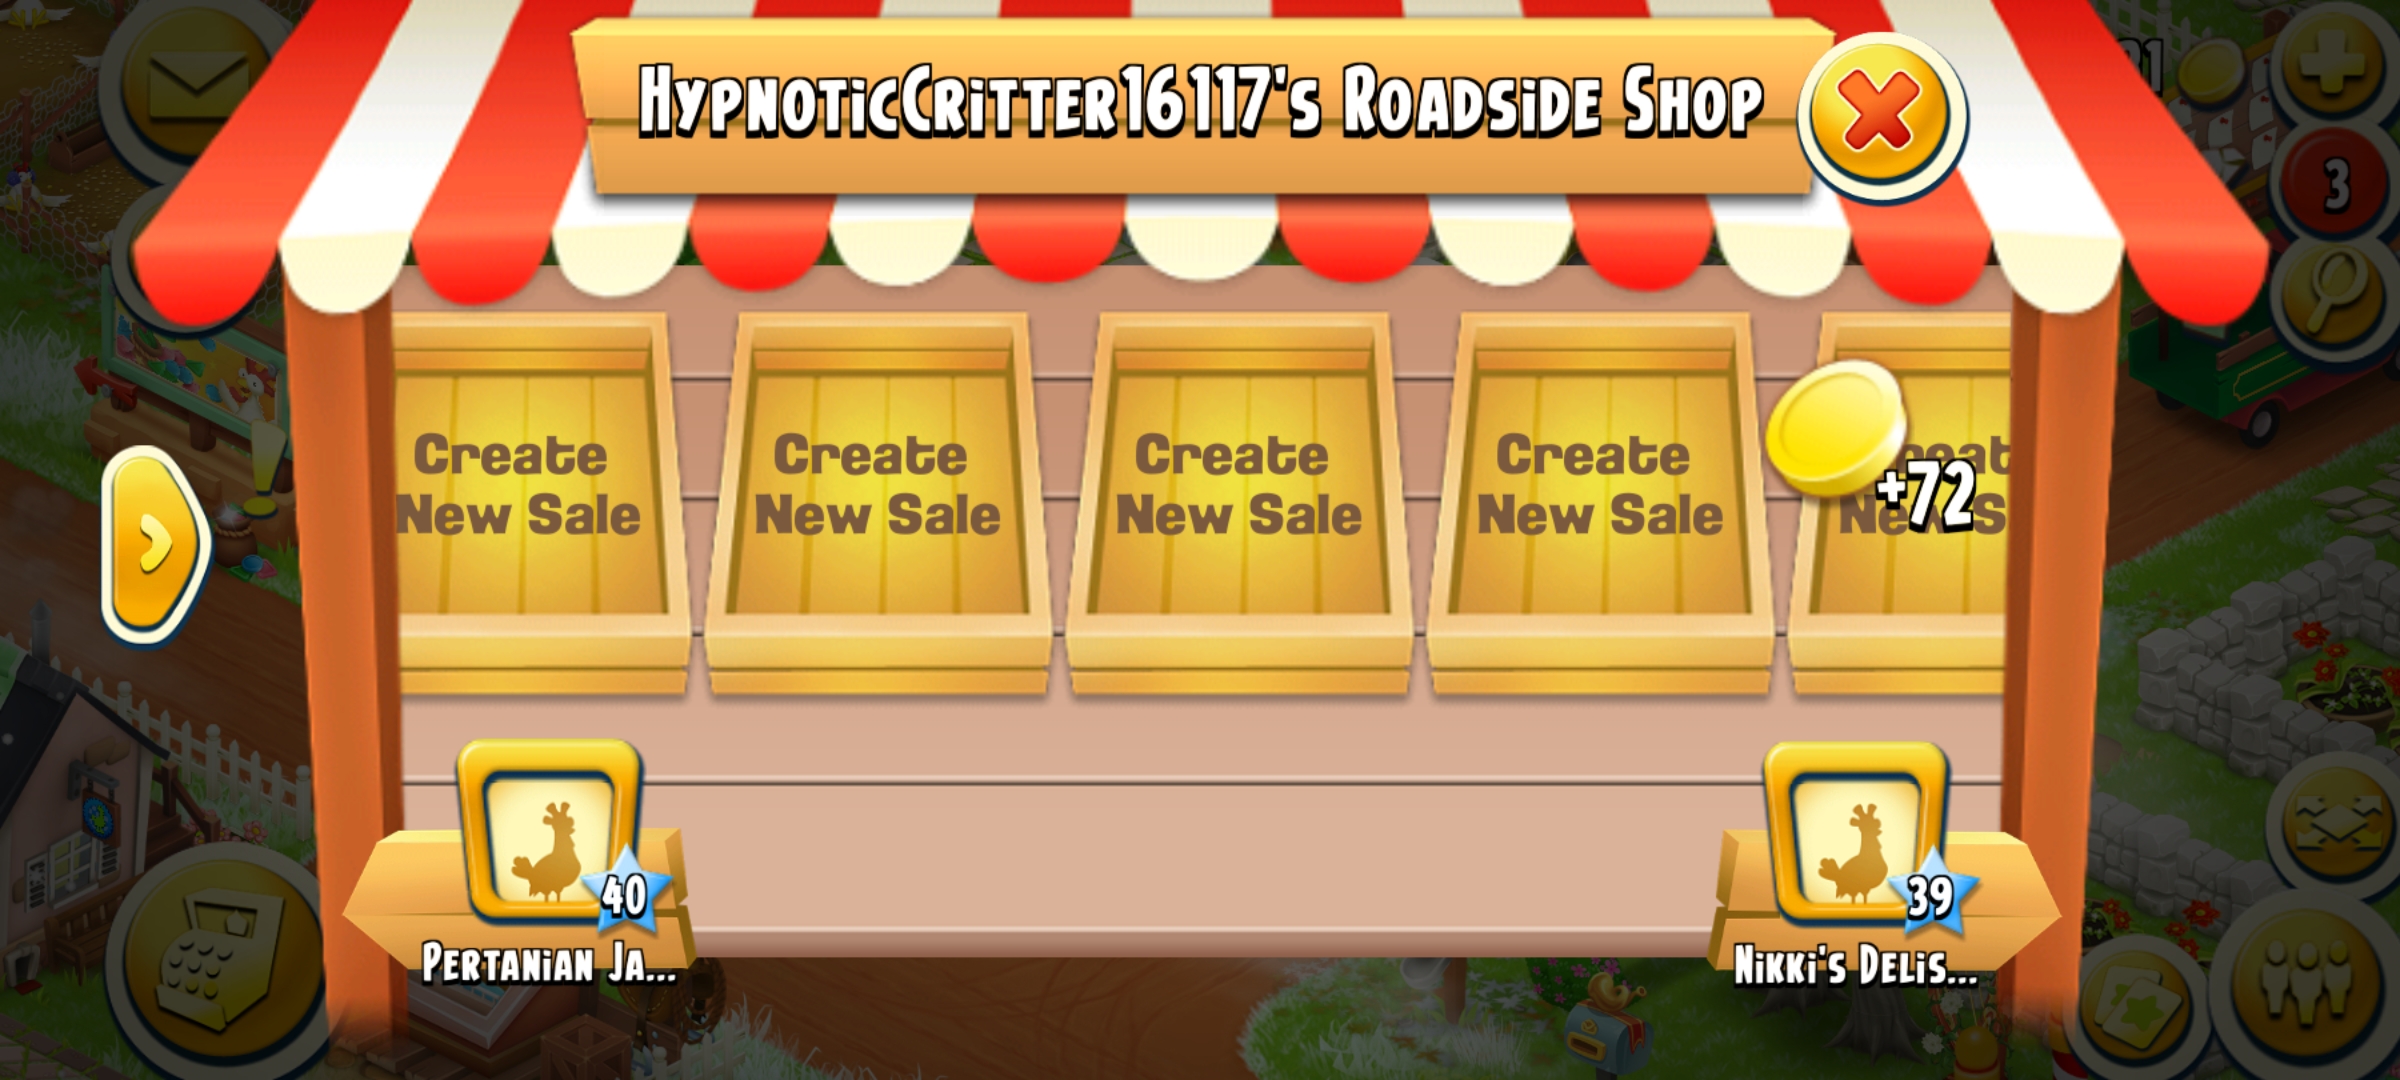 HypnoticCritter16117's Roadside Shop
3
Create
New Sale
Create
New Sale
Create
New Sale
Create
New Sale
+72
40
Pertanian Ja...
39
Nikki's Delis...